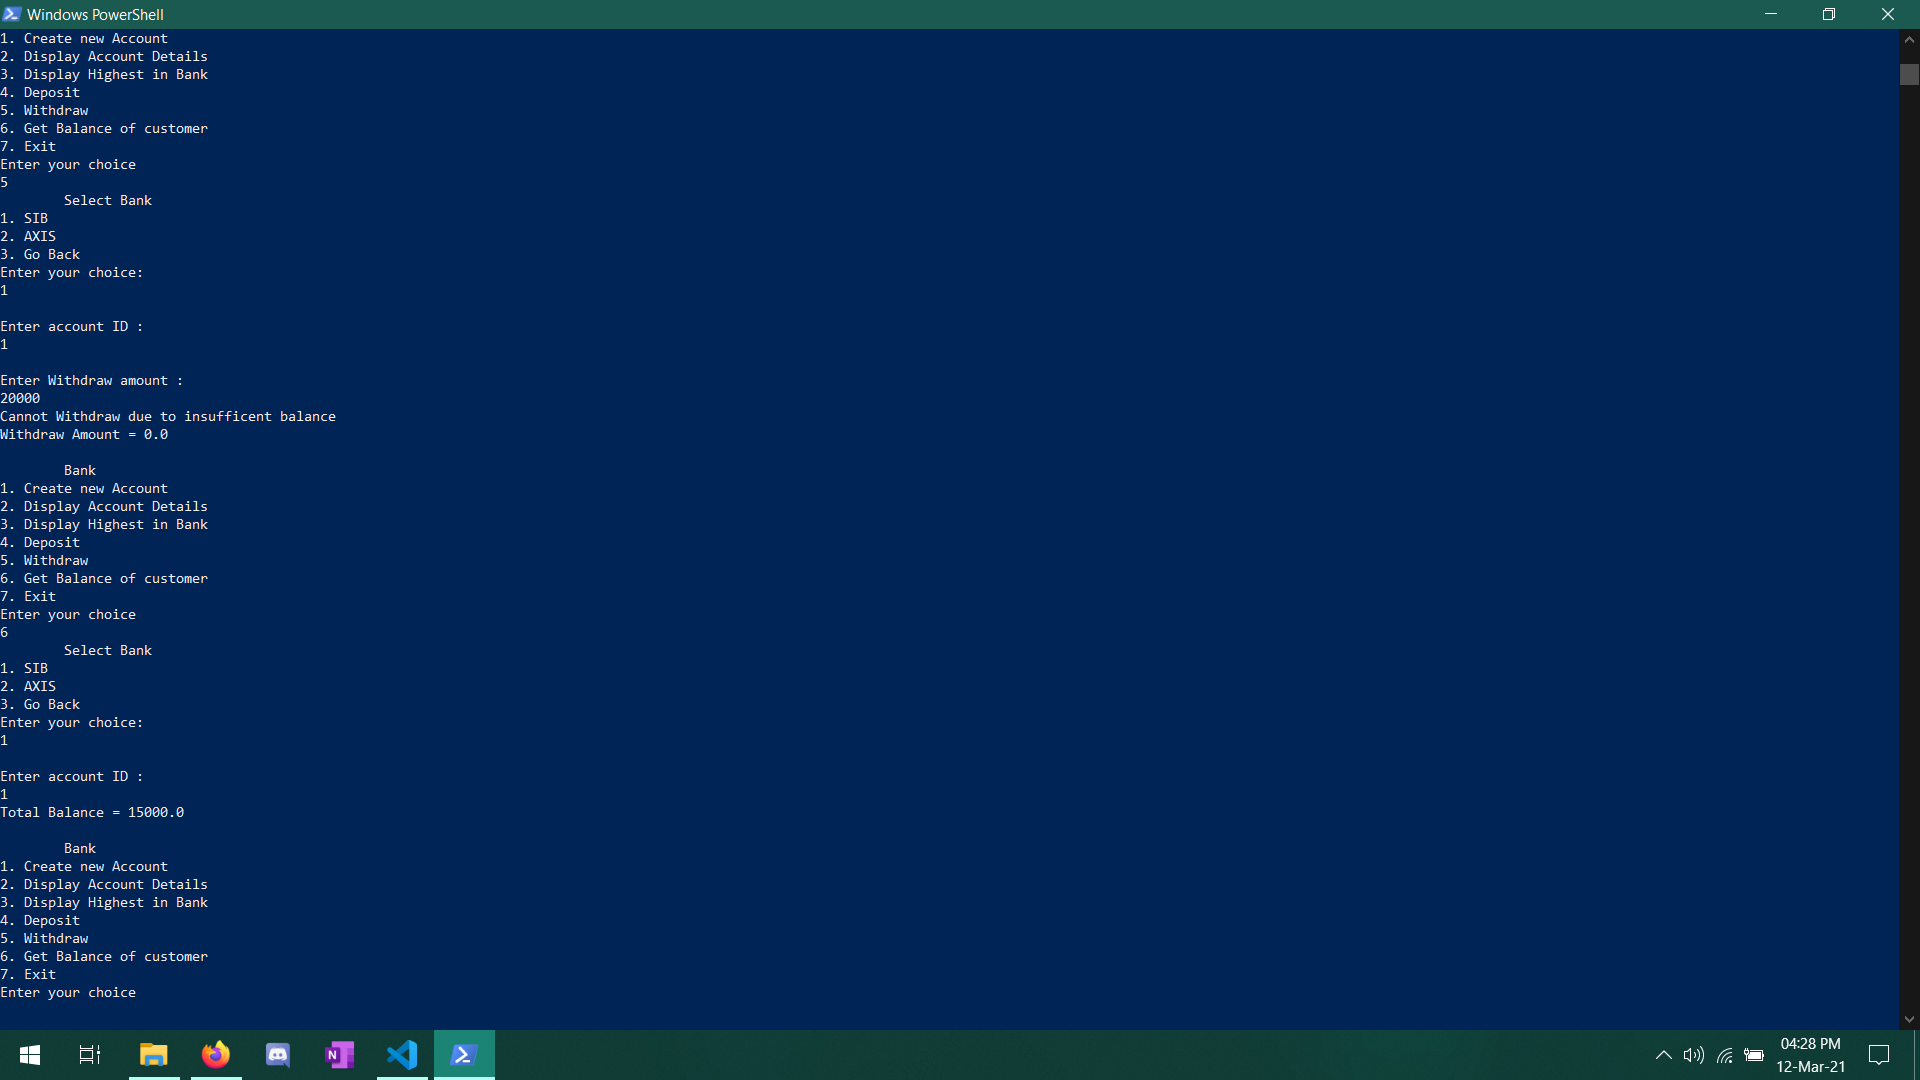 Windows PowerShell
1. Create new Account
2. Display Account Details
3. Display Highest in Bank
4. Deposit
5. Withdraw
6. Get Balance of customer
7. Exit
Enter your choice
5
Select Bank
1. SIB
2. AXIS
3. Go Back
Enter your choice:
1
Enter account ID :
1
Enter Withdraw amount :
20000
Cannot Withdraw due to insufficent balance
Withdraw Amount = 0.0
Bank
1. Create new Account
2. Display Account Details
3. Display Highest in Bank
4. Deposit
5. Withdraw
6. Get Balance of customer
7. Exit
Enter your choice
6
Select Bank
1. SIB
2. AXIS
3. Go Back
Enter your choice:
1
Enter account ID :
1
Total Balance = 15000.0
Bank
1. Create new Account
2. Display Account Details
3. Display Highest in Bank
4. Deposit
5. Withdraw
6. Get Balance of customer
7. Exit
Enter your choice
N
04:28 PM
12-Mar-21